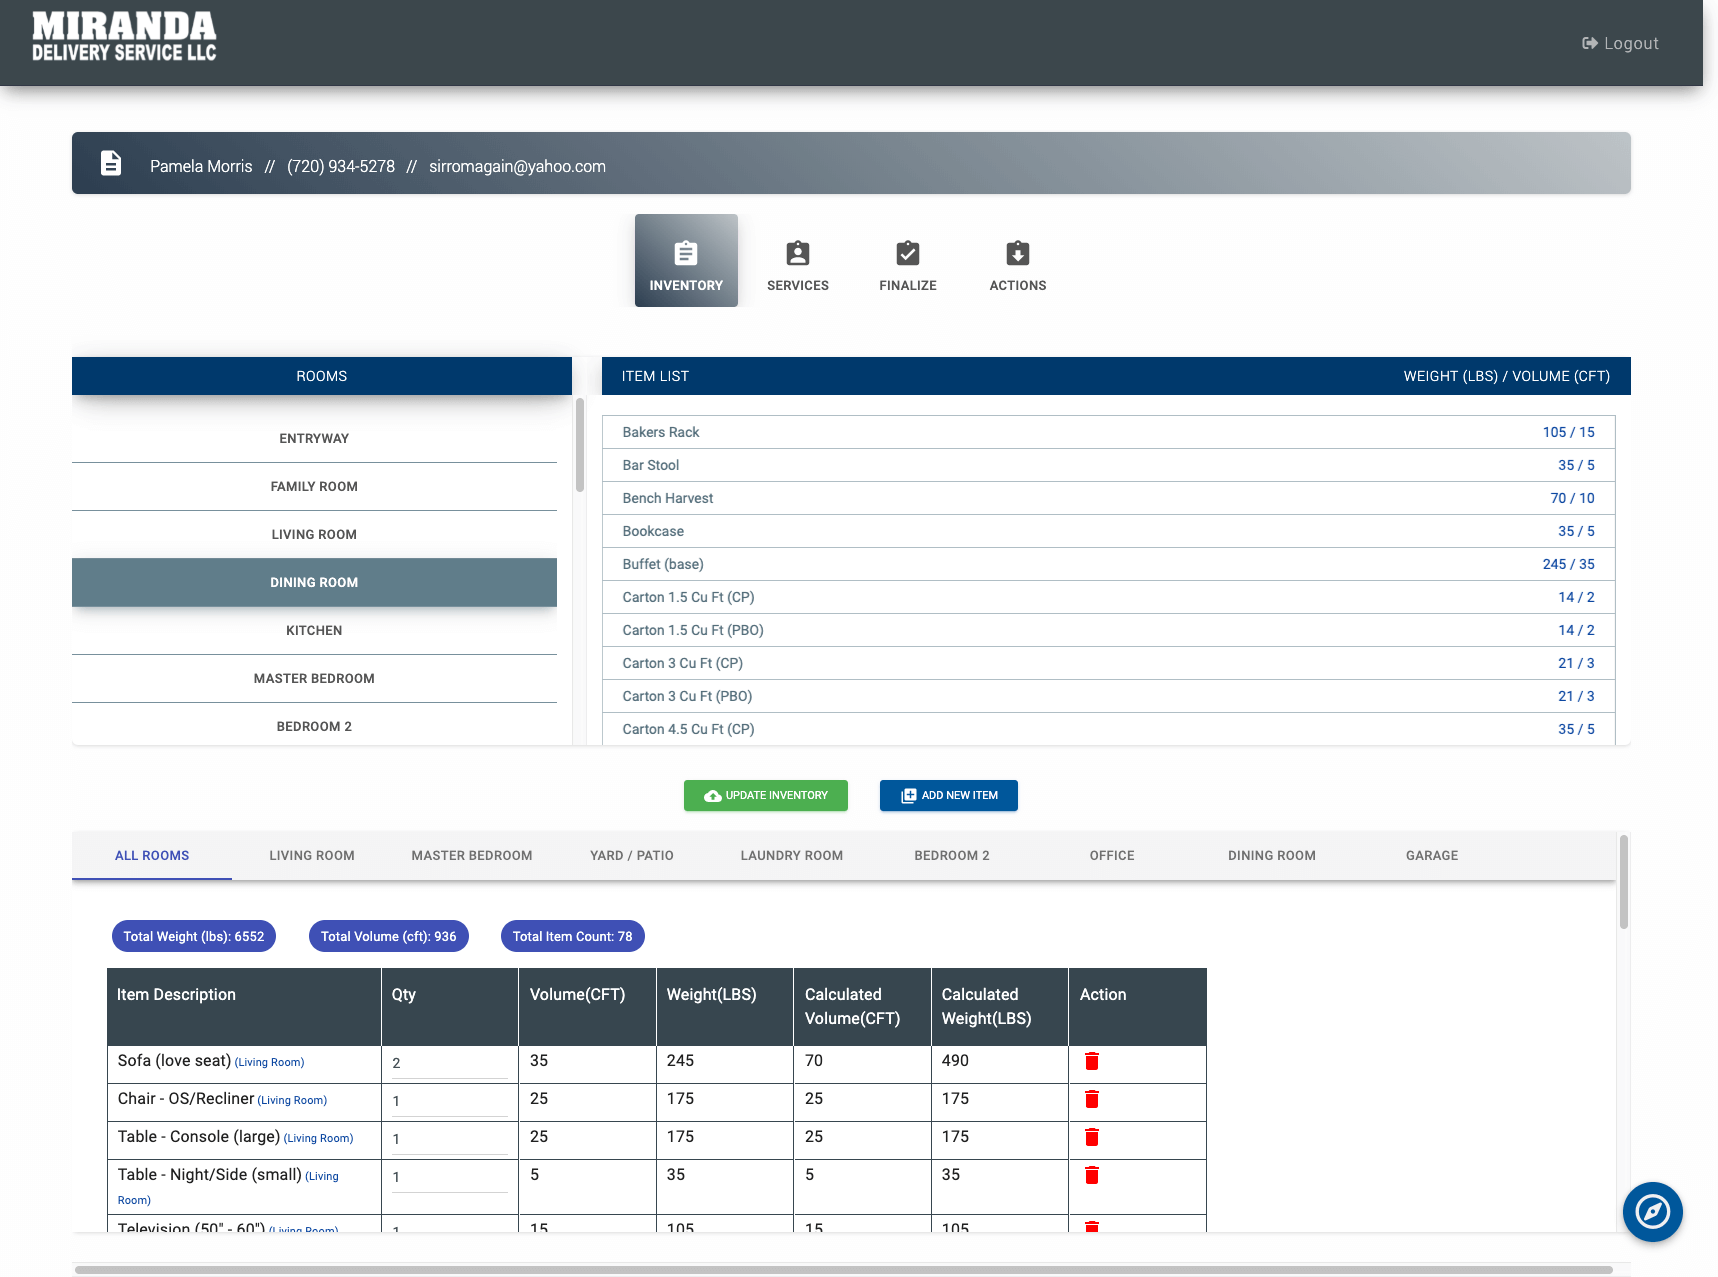 MIRANDA
DELIVERY SERVICE LLC
Logout
Pamela Morris // (720) 934-5278 // sirromagain@yahoo.com
INVENTORY SERVICES FINALIZE ACTIONS
ROOMS
ENTRYWAY
FAMILY ROOM
LIVING ROOM
DINING ROOM
KITCHEN
MASTER BEDROOM
BEDROOM 2
ITEM LIST WEIGHT (LBS) / VOLUME (CFT)
Bakers Rack 105 / 15
Bar Stool 35 / 5
Bench Harvest 70 / 10
Bookcase 35 / 5
Buffet (base) 245 / 35
Carton 1.5 Cu Ft (CP) 14 / 2
Carton 1.5 Cu Ft (PBO) 14 / 2
Carton 3 Cu Ft (CP) 21 / 3
Carton 3 Cu Ft (PBO) 21 / 3
Carton 4.5 Cu Ft (CP) 35 / 5
UPDATE INVENTORY ADD NEW ITEM
ALL ROOMS LIVING ROOM MASTER BEDROOM YARD / PATIO LAUNDRY ROOM BEDROOM 2 OFFICE DINING ROOM GARAGE
Total Weight (lbs): 6552 Total Volume (cft): 936 Total Item Count: 78
Item Description Qty Volume(CFT) Weight(LBS) Calculated Volume(CFT) Calculated Weight(LBS) Action
Sofa (love seat) (Living Room) 2 35 245 70 490
Chair - OS/Recliner (Living Room) 1 25 175 25 175
Table - Console (large) (Living Room) 1 25 175 25 175
Table - Night/Side (small) (Living Room) 1 5 35 5 35
Television (50" - 60") (Living Room) 1 15 105 15 105